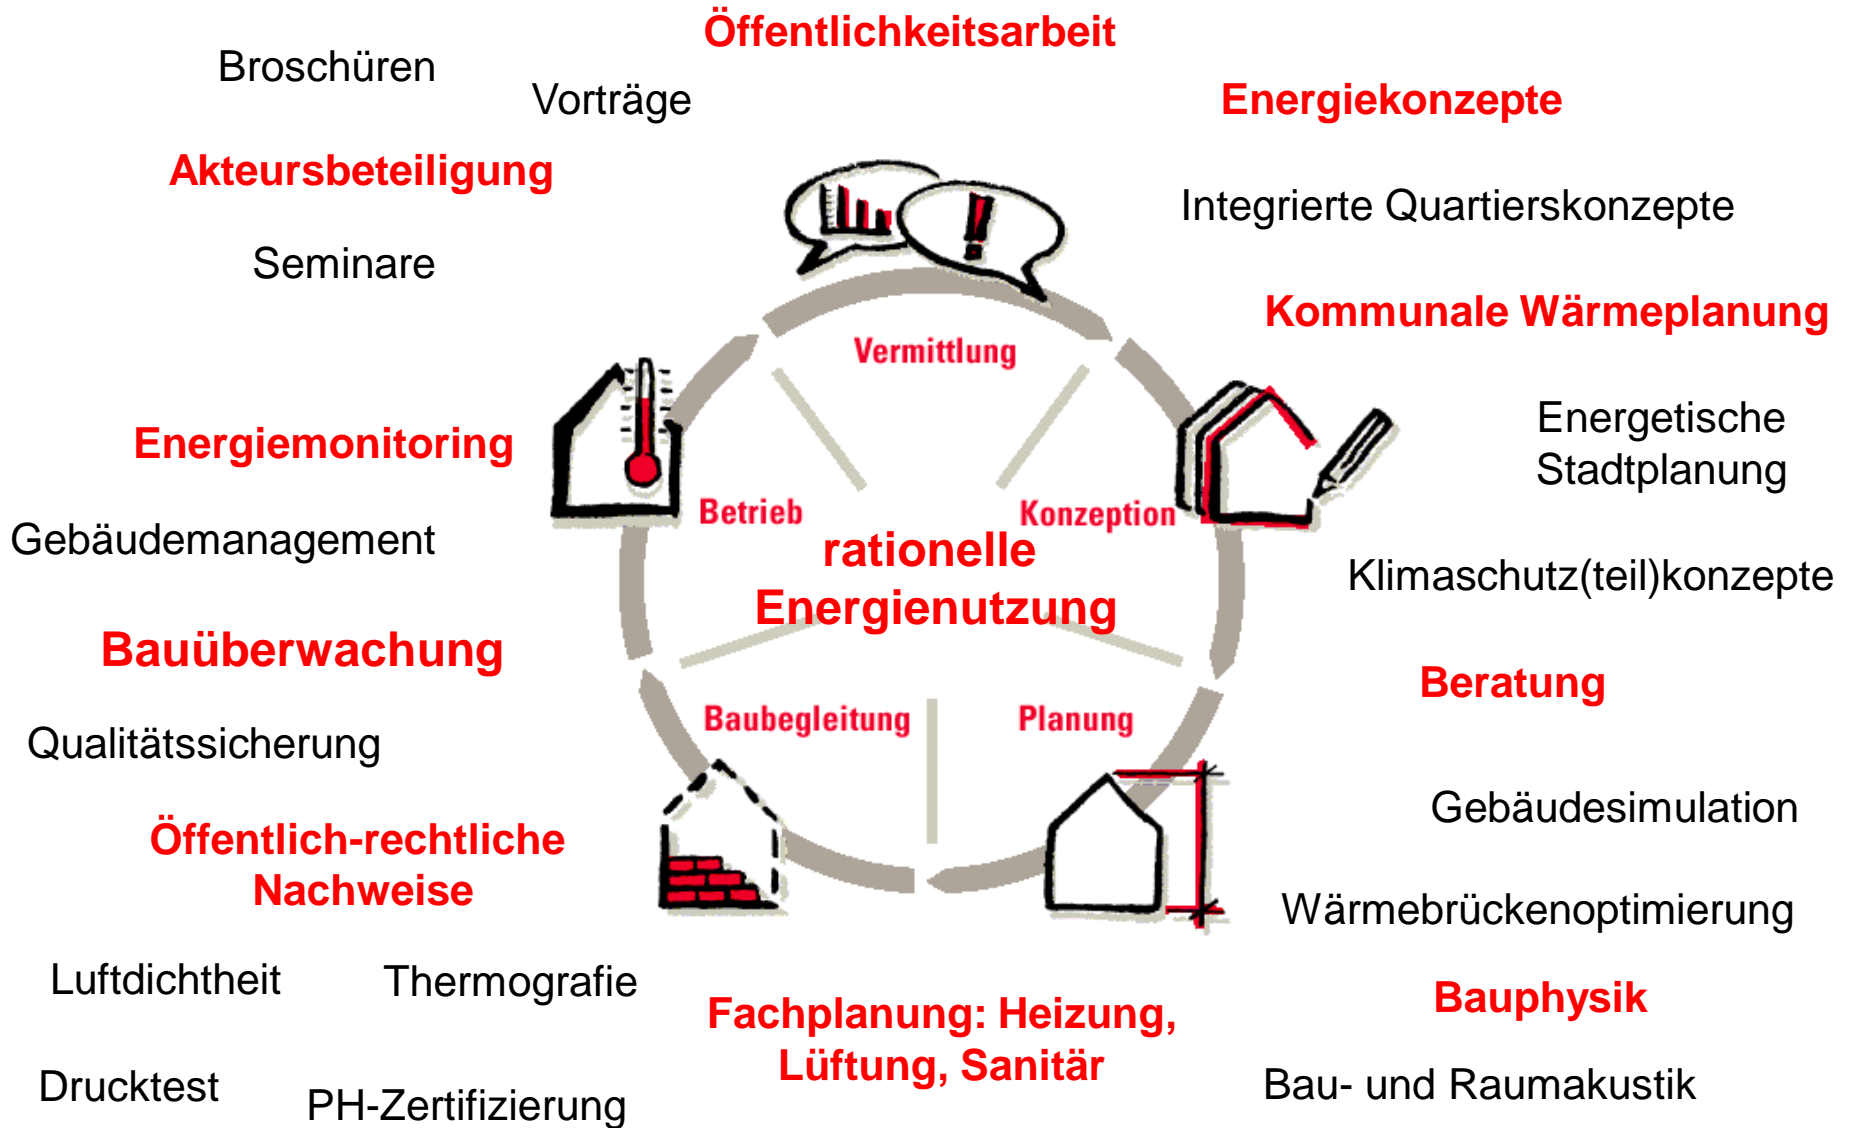 Öffentlichkeitsarbeit
Broschüren
Vorträge
Energiekonzepte
Akteursbeteiligung
Integrierte Quartierskonzepte
Seminare
Kommunale Wärmeplanung
Vermittlung
Energetische
Stadtplanung
Energiemonitoring
Betrieb
Konzeption
Gebäudemanagement
rationelle
Energienutzung
Klimaschutz(teil)konzepte
Bauüberwachung
Beratung
Baubegleitung
Planung
Qualitätssicherung
Gebäudesimulation
Öffentlich-rechtliche
Nachweise
Wärmebrückenoptimierung
Luftdichtheit
Thermografie
Bauphysik
Fachplanung: Heizung,
Lüftung, Sanitär
Drucktest
PH-Zertifizierung
Bau- und Raumakustik